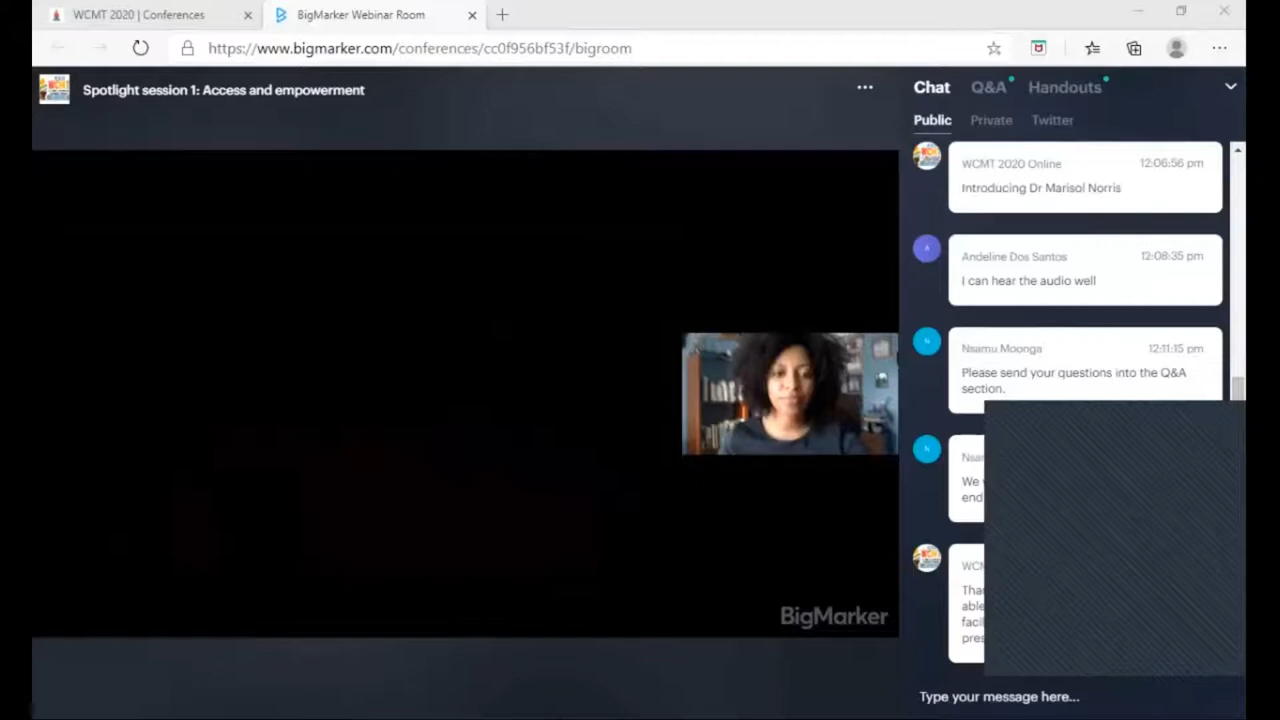 WCMT 2020 | Conferences
BigMarker Webinar Room
https://www.bigmarker.com/conferences/cc0f956bf53f/bigroom
Spotlight session 1: Access and empowerment
Chat Q&A Handouts
Public Private Twitter
WCMT 2020 Online 12:06:56 pm
Introducing Dr Marisol Norris
A
Andeline Dos Santos 12:08:35 pm
I can hear the audio well
N
Nsamu Moonga 12:11:15 pm
Please send your questions into the Q&A
section.
N
Nsa
We
end
WCM
Tha
able
facil
pres
BigMarker
Type your message here...